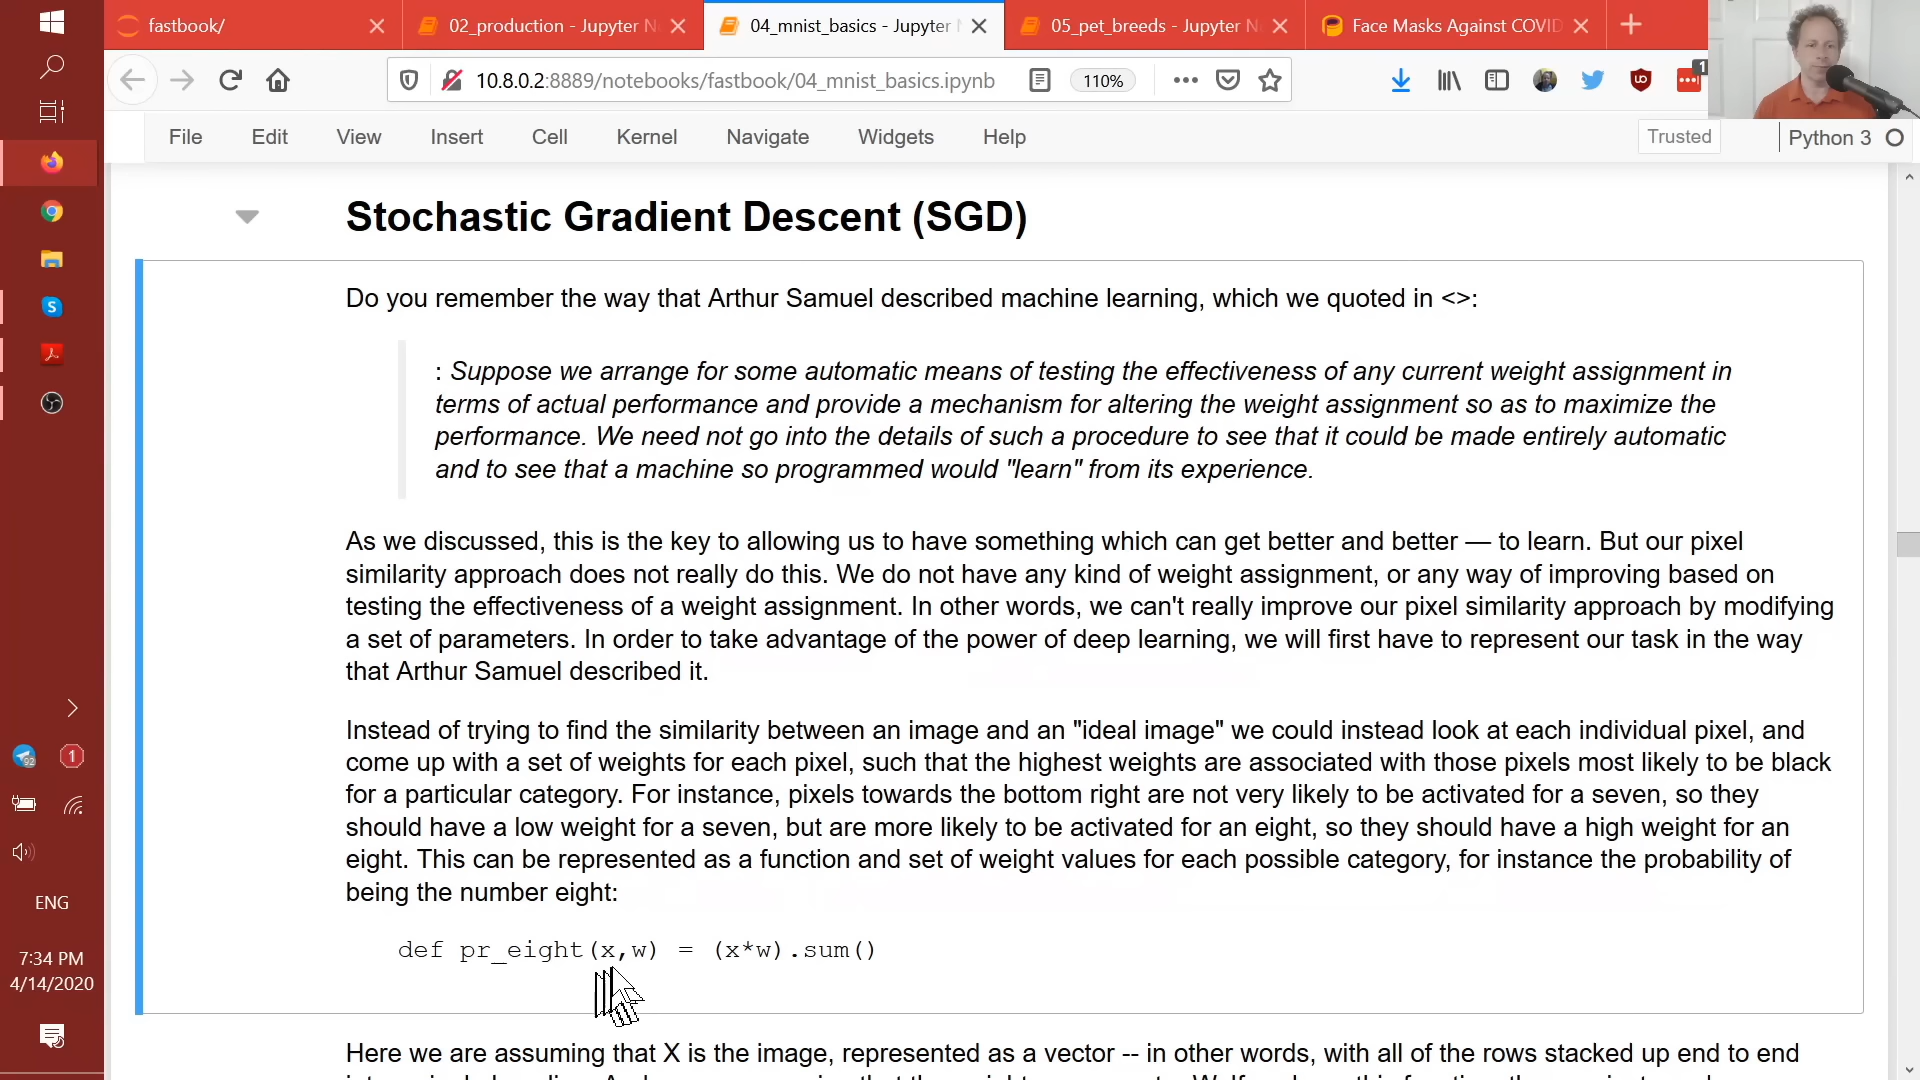 fastbook/
02_production - Jupyter N
04_mnist_basics - Jupyter N
05_pet_breeds - Jupyter N
Face Masks Against COVID
10.8.0.2:8889/notebooks/fastbook/04_mnist_basics.ipynb
110%
1
File Edit View Insert Cell Kernel Navigate Widgets Help
Trusted
Python 3
Stochastic Gradient Descent (SGD)
Do you remember the way that Arthur Samuel described machine learning, which we quoted in <>:
: Suppose we arrange for some automatic means of testing the effectiveness of any current weight assignment in
terms of actual performance and provide a mechanism for altering the weight assignment so as to maximize the
performance. We need not go into the details of such a procedure to see that it could be made entirely automatic
and to see that a machine so programmed would "learn" from its experience.
As we discussed, this is the key to allowing us to have something which can get better and better — to learn. But our pixel
similarity approach does not really do this. We do not have any kind of weight assignment, or any way of improving based on
testing the effectiveness of a weight assignment. In other words, we can't really improve our pixel similarity approach by modifying
a set of parameters. In order to take advantage of the power of deep learning, we will first have to represent our task in the way
that Arthur Samuel described it.
Instead of trying to find the similarity between an image and an "ideal image" we could instead look at each individual pixel, and
come up with a set of weights for each pixel, such that the highest weights are associated with those pixels most likely to be black
for a particular category. For instance, pixels towards the bottom right are not very likely to be activated for a seven, so they
should have a low weight for a seven, but are more likely to be activated for an eight, so they should have a high weight for an
eight. This can be represented as a function and set of weight values for each possible category, for instance the probability of
being the number eight:
def pr_eight(x,w) = (x*w).sum()
Here we are assuming that X is the image, represented as a vector -- in other words, with all of the rows stacked up end to end
92
1
ENG
7:34 PM
4/14/2020